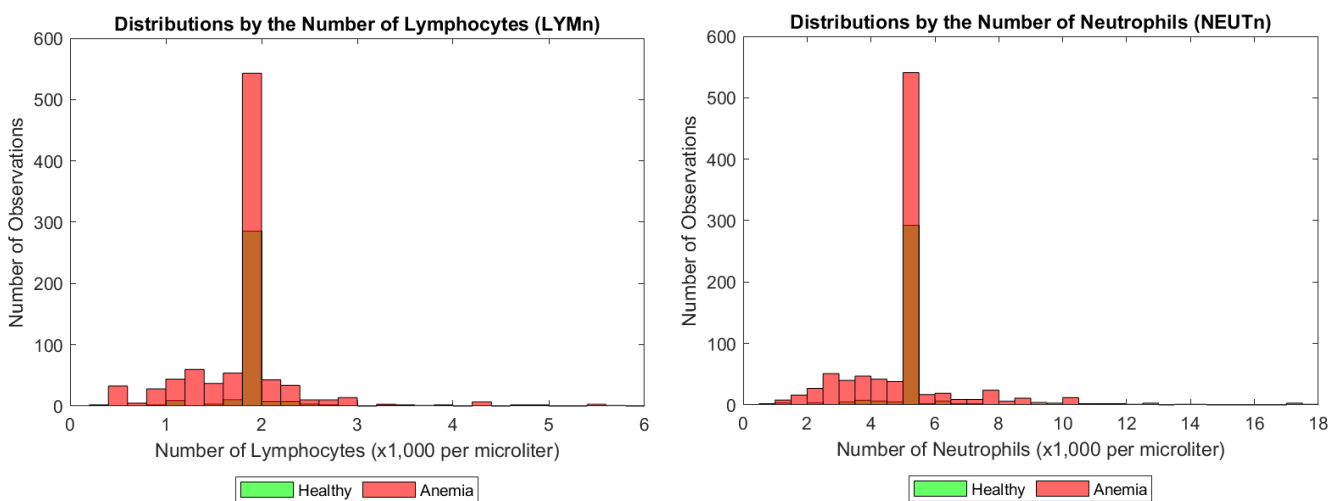 Distributions by the Number of Lymphocytes (LYMn)
600
500
400
300
200
100
0
Number of Observations
0 1 2 3 4 5 6
Number of Lymphocytes (x1,000 per microliter)
Healthy Anemia
Distributions by the Number of Neutrophils (NEUTn)
600
500
400
300
200
100
0
Number of Observations
0 2 4 6 8 10 12 14 16 18
Number of Neutrophils (x1,000 per microliter)
Healthy Anemia